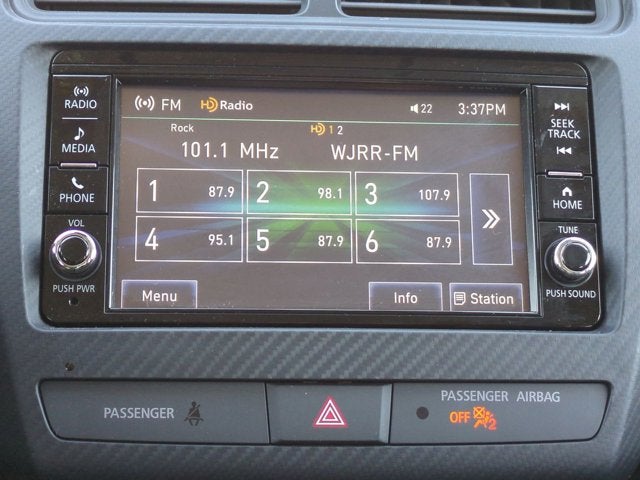 RADIO
MEDIA
PHONE
VOL
PUSH PWR
FM HD Radio 22 3:37PM
Rock HD 1 2
101.1 MHz WJRR-FM
1 87.9 2 98.1 3 107.9
4 95.1 5 87.9 6 87.9
Menu Info Station
SEEK
TRACK
HOME
TUNE
PUSH SOUND
PASSENGER
PASSENGER AIRBAG
OFF 2